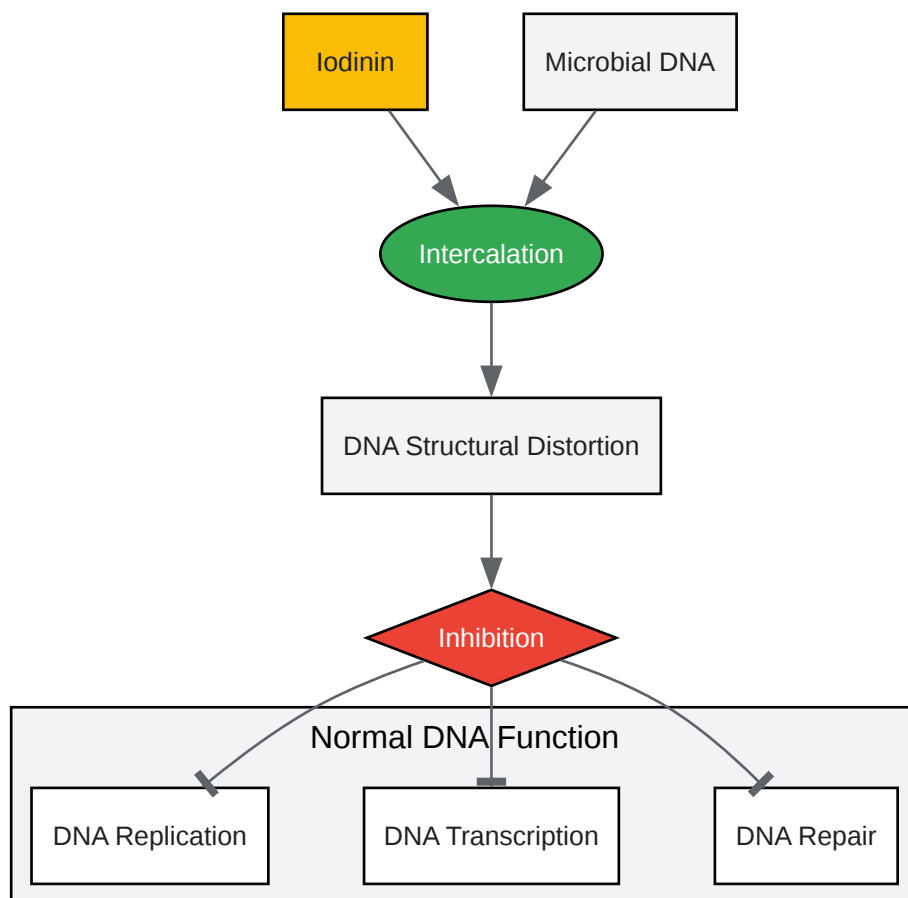 Iodinin
Microbial DNA
Intercalation
DNA Structural Distortion
Inhibition
Normal DNA Function
DNA Replication
DNA Transcription
DNA Repair